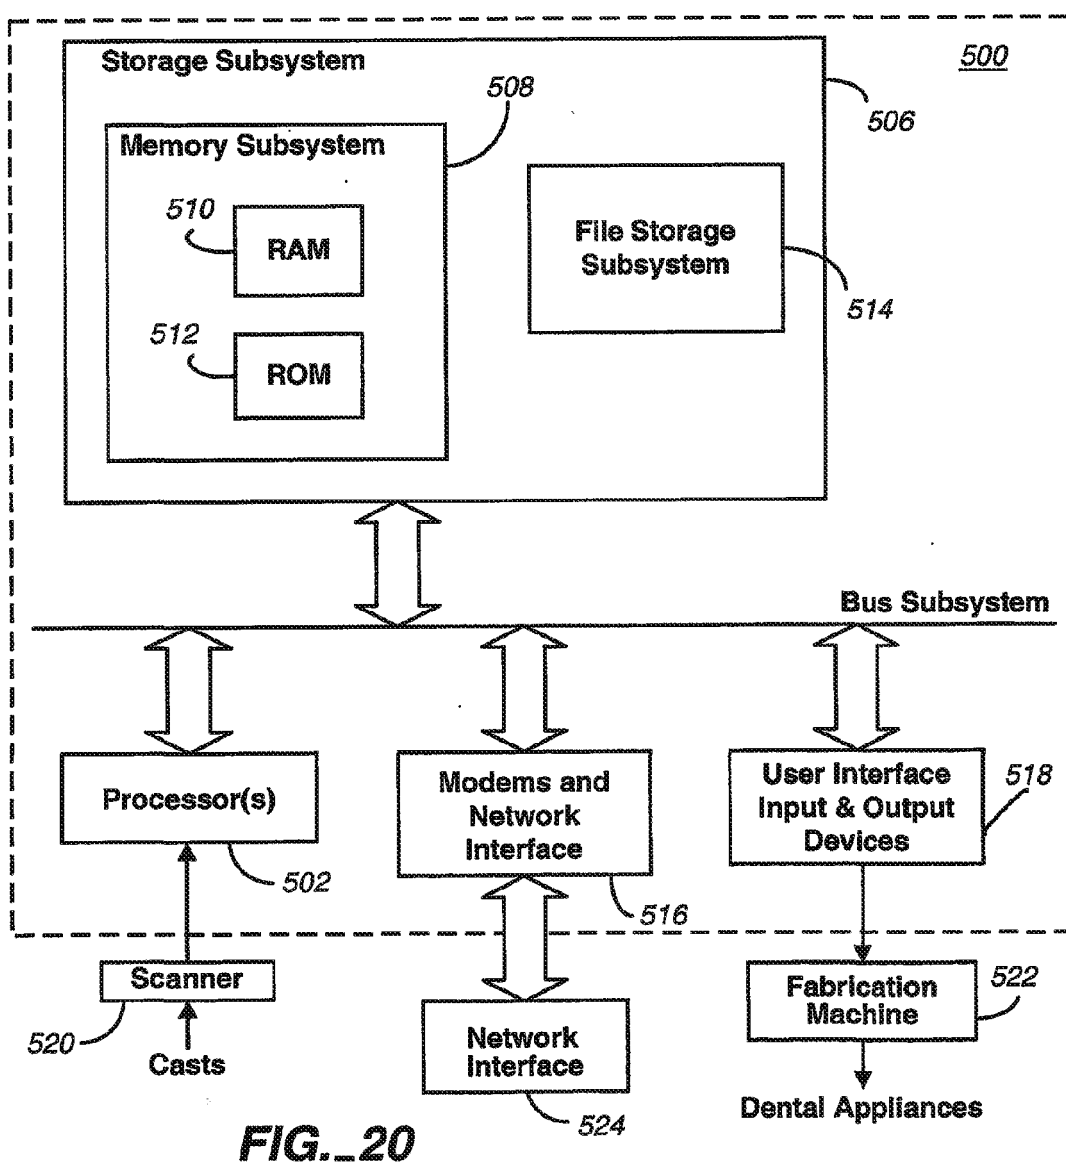 500
Storage Subsystem
506
508
Memory Subsystem
510
RAM
File Storage
Subsystem
514
512
ROM
Bus Subsystem
Processor(s)
502
Modems and
Network
Interface
516
User Interface
Input & Output
Devices
518
Scanner
520
Casts
Network
Interface
524
Fabrication
Machine
522
Dental Appliances
FIG._20